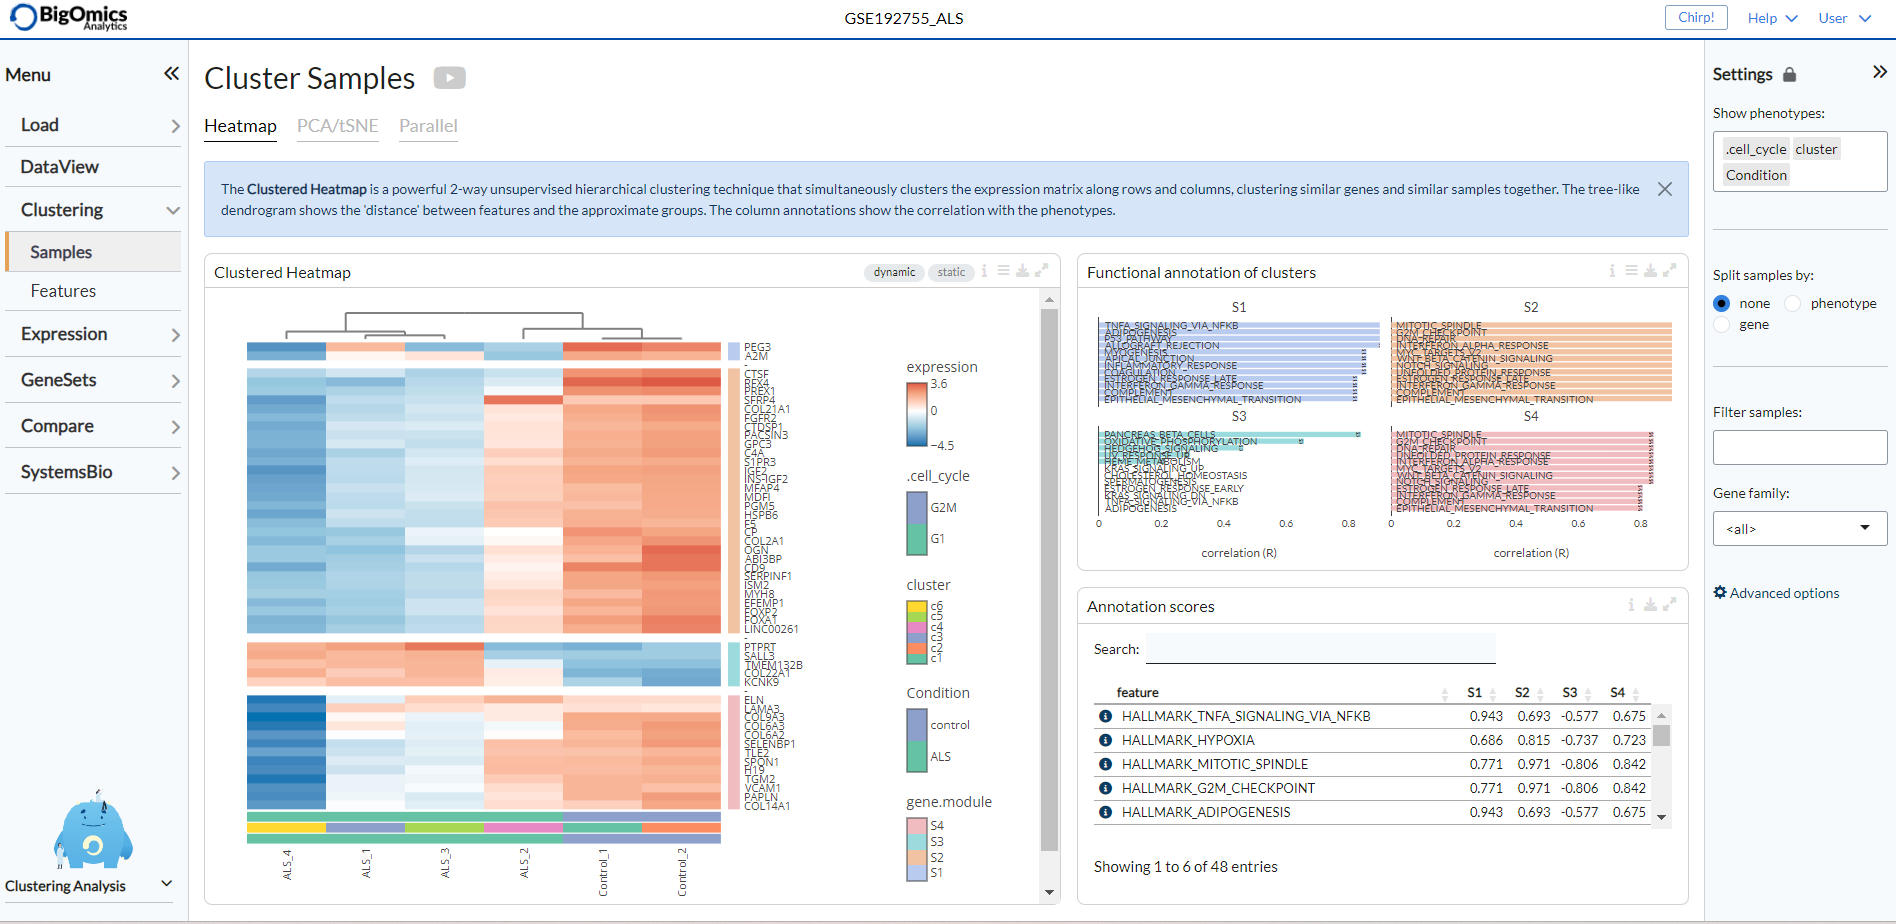 BigOmics
Analytics
GSE192755_ALS
Chirp!
Help
User
Menu
Load
DataView
Clustering
Samples
Features
Expression
GeneSets
Compare
SystemsBio
Clustering Analysis
Cluster Samples
Heatmap
PCA/tSNE
Parallel
The Clustered Heatmap is a powerful 2-way unsupervised hierarchical clustering technique that simultaneously clusters the expression matrix along rows and columns, clustering similar genes and similar samples together. The tree-like
dendrogram shows the 'distance' between features and the approximate groups. The column annotations show the correlation with the phenotypes.
Clustered Heatmap
dynamic
static
PEG3
A2M
-
CTSF
RFX4
PREX1
SFRP4
COL21A1
FGFR2
CTDSP1
PACSIN3
GPC3
C4A
S1PR3
IGF2
INS-IGF2
MFAP4
MDFI
PGM5
HSPB6
F5
CP
COL2A1
OGN
ABI3BP
CD9
SERPINF1
ISM2
MYH8
EFEMP1
FOXP2
FOXA1
LINC00261
-
PTPRT
SALL3
TMEM132B
COL22A1
KCNK9
-
ELN
LAMA3
COL9A3
COL6A3
COL6A2
SELENBP1
TLE2
SPON1
H19
TGM2
VCAM1
PAPLN
COL14A1
ALS_4
ALS_1
ALS_3
ALS_2
Control_1
Control_2
expression
3.6
0
−4.5
.cell_cycle
G2M
G1
cluster
c6
c5
c4
c3
c2
c1
Condition
control
ALS
gene.module
S4
S3
S2
S1
Functional annotation of clusters
S1
TNFA_SIGNALING_VIA_NFKB
ADIPOGENESIS
P53_PATHWAY
ALLOGRAFT_REJECTION
MYOGENESIS
APICAL_JUNCTION
INFLAMMATORY_RESPONSE
COAGULATION
ESTROGEN_RESPONSE_LATE
INTERFERON_GAMMA_RESPONSE
COMPLEMENT
EPITHELIAL_MESENCHYMAL_TRANSITION
S2
MITOTIC_SPINDLE
G2M_CHECKPOINT
DNA_REPAIR
INTERFERON_ALPHA_RESPONSE
MYC_TARGETS_V2
WNT_BETA_CATENIN_SIGNALING
NOTCH_SIGNALING
UNFOLDED_PROTEIN_RESPONSE
ESTROGEN_RESPONSE_LATE
INTERFERON_GAMMA_RESPONSE
COMPLEMENT
EPITHELIAL_MESENCHYMAL_TRANSITION
S3
PANCREAS_BETA_CELLS
OXIDATIVE_PHOSPHORYLATION
HEDGEHOG_SIGNALING
UV_RESPONSE_UP
HEME_METABOLISM
KRAS_SIGNALING_UP
CHOLESTEROL_HOMEOSTASIS
SPERMATOGENESIS
ESTROGEN_RESPONSE_EARLY
KRAS_SIGNALING_DN
TNFA_SIGNALING_VIA_NFKB
ADIPOGENESIS
0 0.2 0.4 0.6 0.8
correlation (R)
S4
MITOTIC_SPINDLE
G2M_CHECKPOINT
DNA_REPAIR
UNFOLDED_PROTEIN_RESPONSE
INTERFERON_ALPHA_RESPONSE
MYC_TARGETS_V2
WNT_BETA_CATENIN_SIGNALING
NOTCH_SIGNALING
ESTROGEN_RESPONSE_LATE
INTERFERON_GAMMA_RESPONSE
COMPLEMENT
EPITHELIAL_MESENCHYMAL_TRANSITION
0 0.2 0.4 0.6 0.8
correlation (R)
Annotation scores
Search:
feature S1 S2 S3 S4
HALLMARK_TNFA_SIGNALING_VIA_NFKB 0.943 0.693 -0.577 0.675
HALLMARK_HYPOXIA 0.686 0.815 -0.737 0.723
HALLMARK_MITOTIC_SPINDLE 0.771 0.971 -0.806 0.842
HALLMARK_G2M_CHECKPOINT 0.771 0.971 -0.806 0.842
HALLMARK_ADIPOGENESIS 0.943 0.693 -0.577 0.675
Showing 1 to 6 of 48 entries
Settings
Show phenotypes:
.cell_cycle cluster
Condition
Split samples by:
none phenotype
gene
Filter samples:
Gene family:
<all>
Advanced options